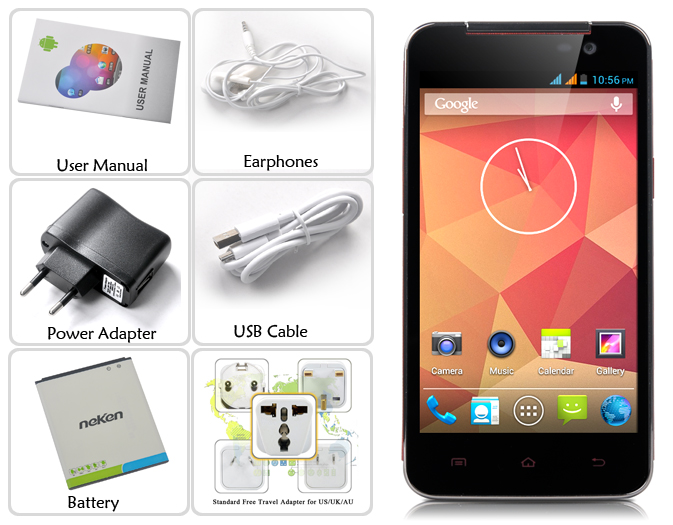 USER MANUAL
User Manual
Earphones
Power Adapter
USB Cable
neken
Battery
Standard Free Travel Adapter for US/UK/AU
10:56 PM
Google
Camera
Music
Calendar
Gallery